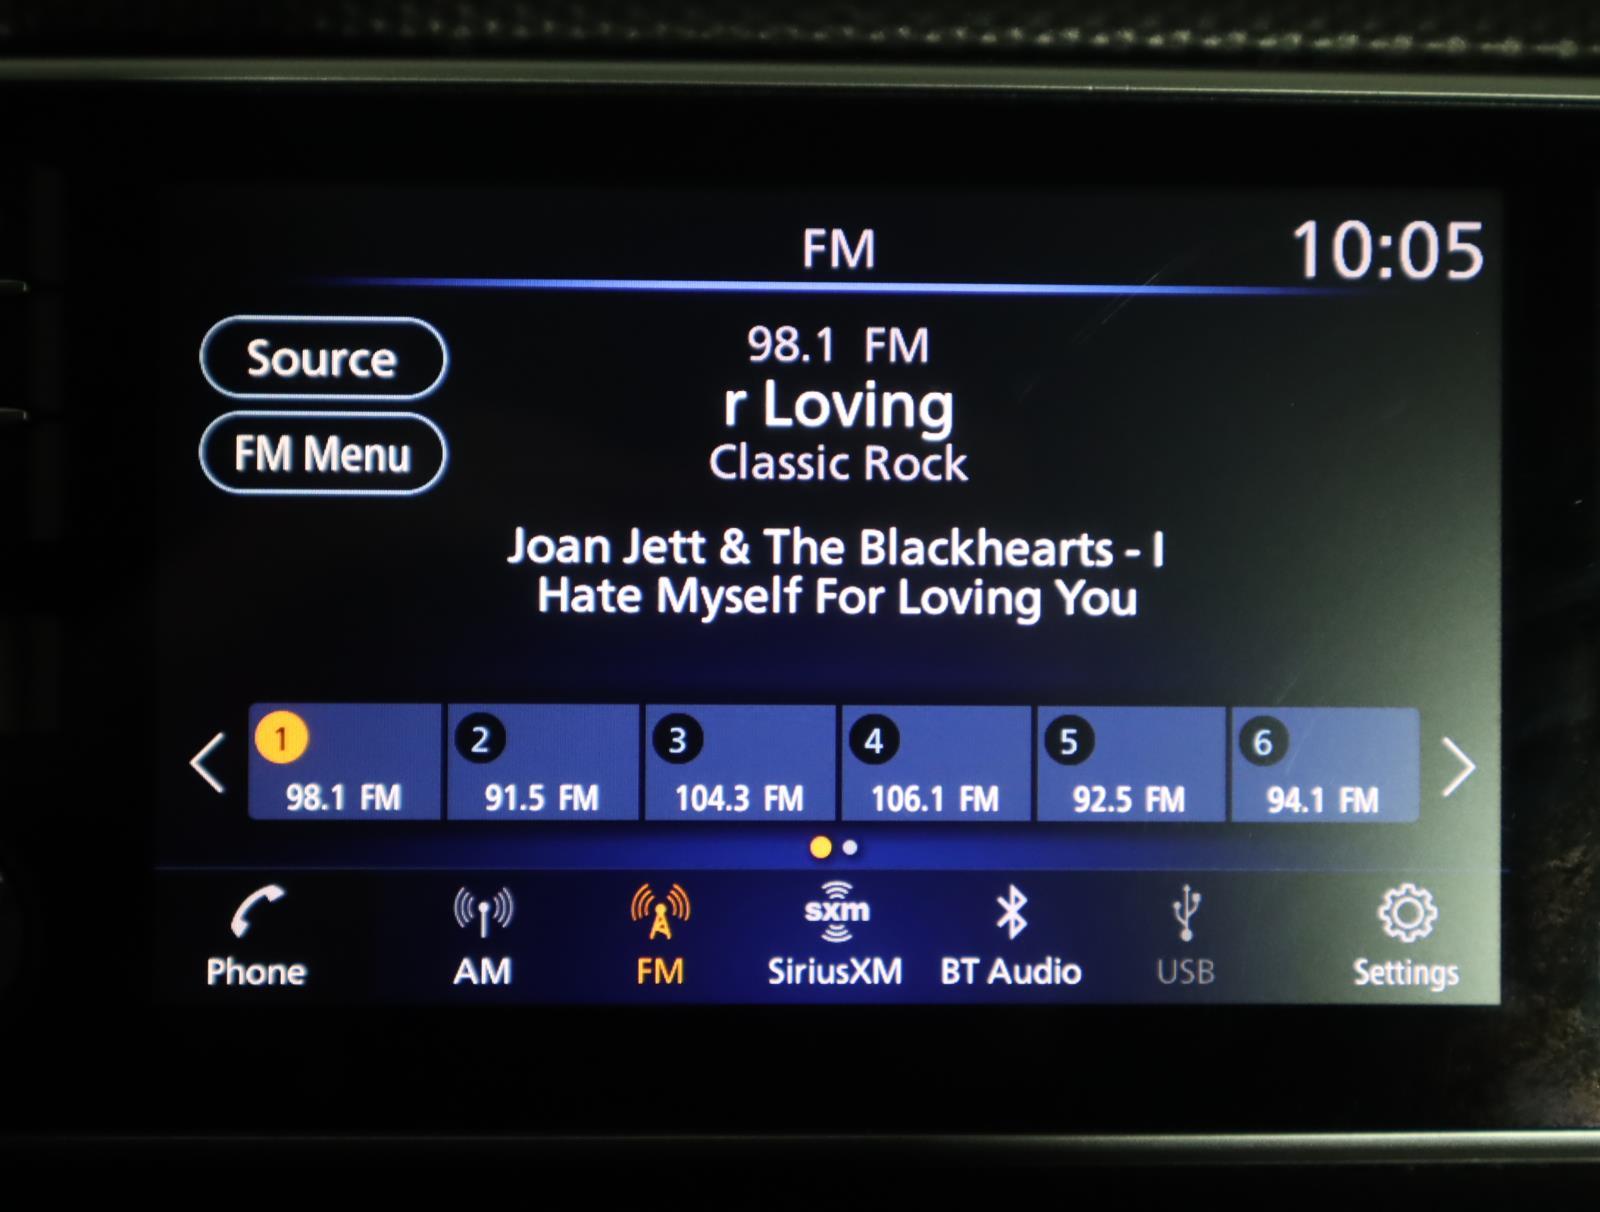 FM
10:05
Source
98.1 FM
r Loving
FM Menu
Classic Rock
Joan Jett & The Blackhearts - I
Hate Myself For Loving You
1
2
3
4
5
6
98.1 FM
91.5 FM
104.3 FM
106.1 FM
92.5 FM
94.1 FM
sxm
Phone
AM
FM
SiriusXM
BT Audio
USB
Settings